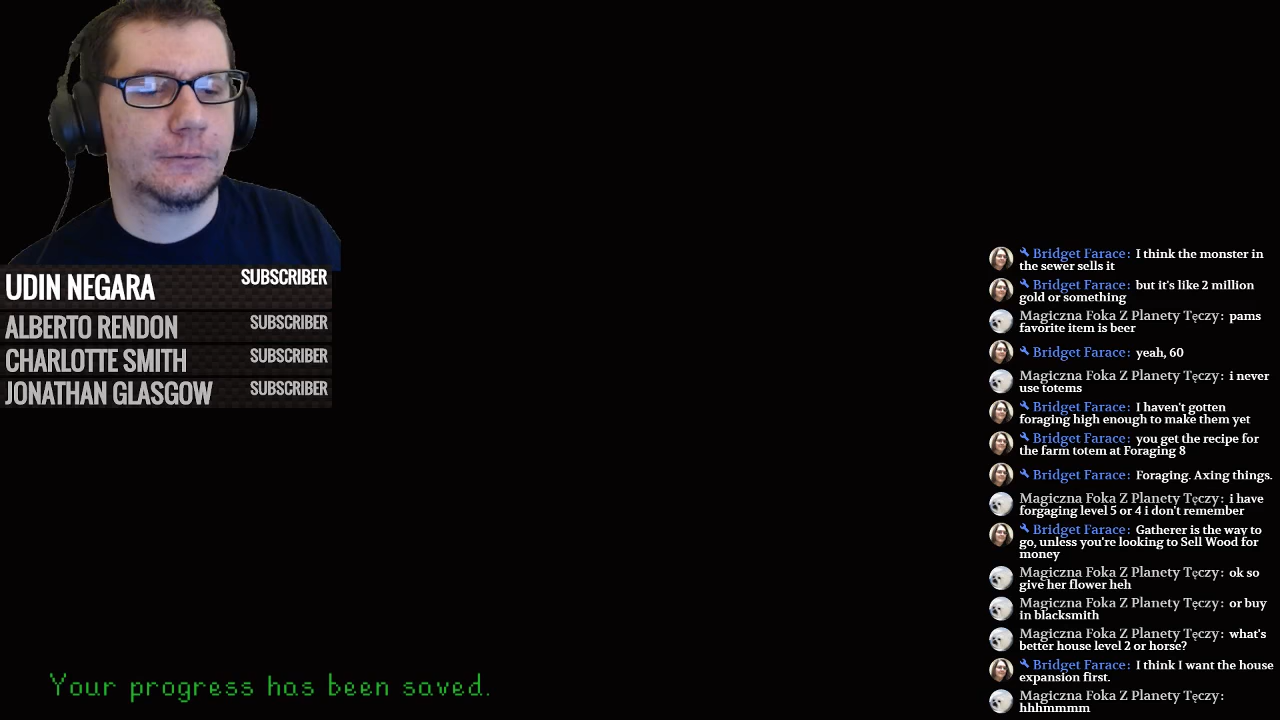 UDIN NEGARA SUBSCRIBER
ALBERTO RENDON SUBSCRIBER
CHARLOTTE SMITH SUBSCRIBER
JONATHAN GLASGOW SUBSCRIBER
Bridget Farace: I think the monster in
the sewer sells it
Bridget Farace: but it's like 2 million
gold or something
Magiczna Foka Z Planety Tęczy: pams
favorite item is beer
Bridget Farace: yeah, 60
Magiczna Foka Z Planety Tęczy: i never
use totems
Bridget Farace: I haven't gotten
foraging high enough to make them yet
Bridget Farace: you get the recipe for
the farm totem at Foraging 8
Bridget Farace: Foraging. Axing things.
Magiczna Foka Z Planety Tęczy: i have
forgaging level 5 or 4 i don't remember
Bridget Farace: Gatherer is the way to
go, unless you're looking to Sell Wood for
money
Magiczna Foka Z Planety Tęczy: ok so
give her flower heh
Magiczna Foka Z Planety Tęczy: or buy
in blacksmith
Magiczna Foka Z Planety Tęczy: what's
better house level 2 or horse?
Bridget Farace: I think I want the house
expansion first.
Magiczna Foka Z Planety Tęczy:
hhhmmmm
Your progress has been saved.